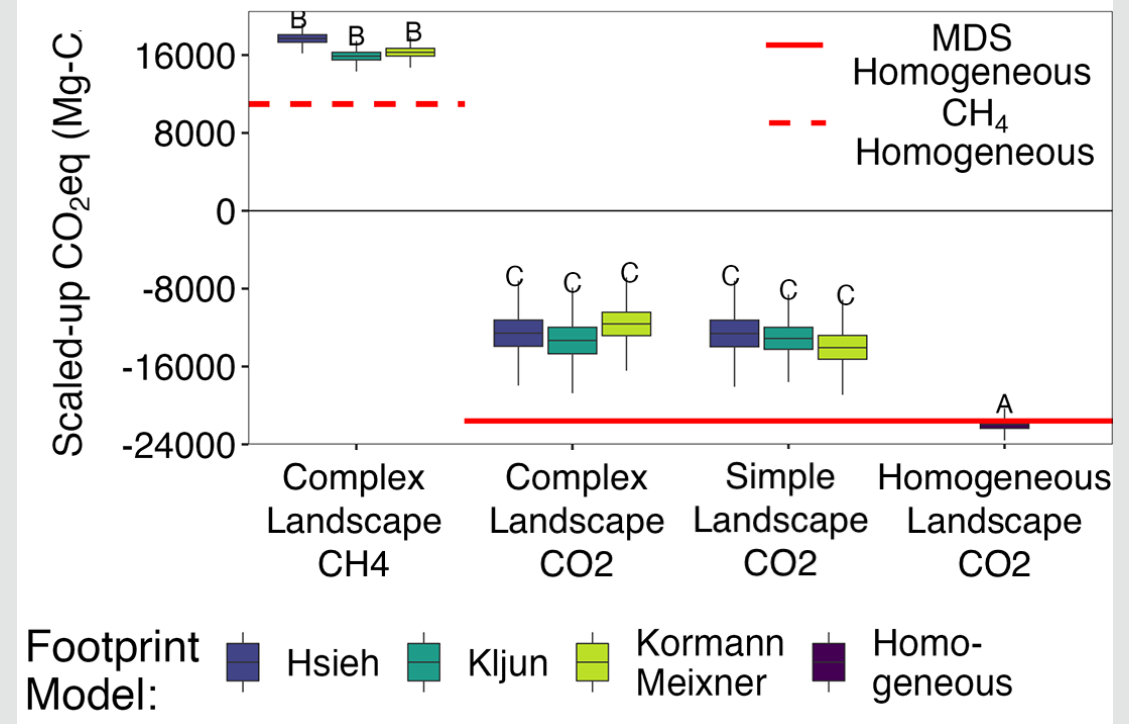 Scaled-up CO₂eq (Mg-C.
16000
8000
0
-8000
-16000
-24000
B
B
B
C
C
C
C
C
C
A
MDS
Homogeneous
CH₄
Homogeneous
Complex
Landscape
CH4
Complex
Landscape
CO2
Simple
Landscape
CO2
Homogeneous
Landscape
CO2
Footprint
Model:
Hsieh
Kljun
Kormann
Meixner
Homo-
geneous